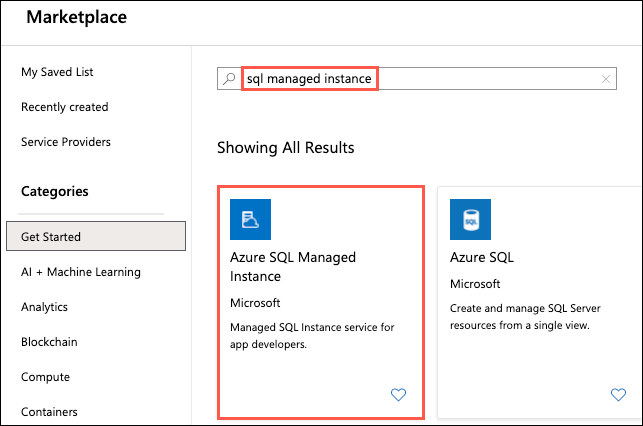 Marketplace
My Saved List
Recently created
Service Providers
Categories
Get Started
AI + Machine Learning
Analytics
Blockchain
Compute
Containers
sql managed instance
Showing All Results
Azure SQL Managed
Instance
Microsoft
Managed SQL Instance service for
app developers.
SQL
Azure SQL
Microsoft
Create and manage SQL Server
resources from a single view.